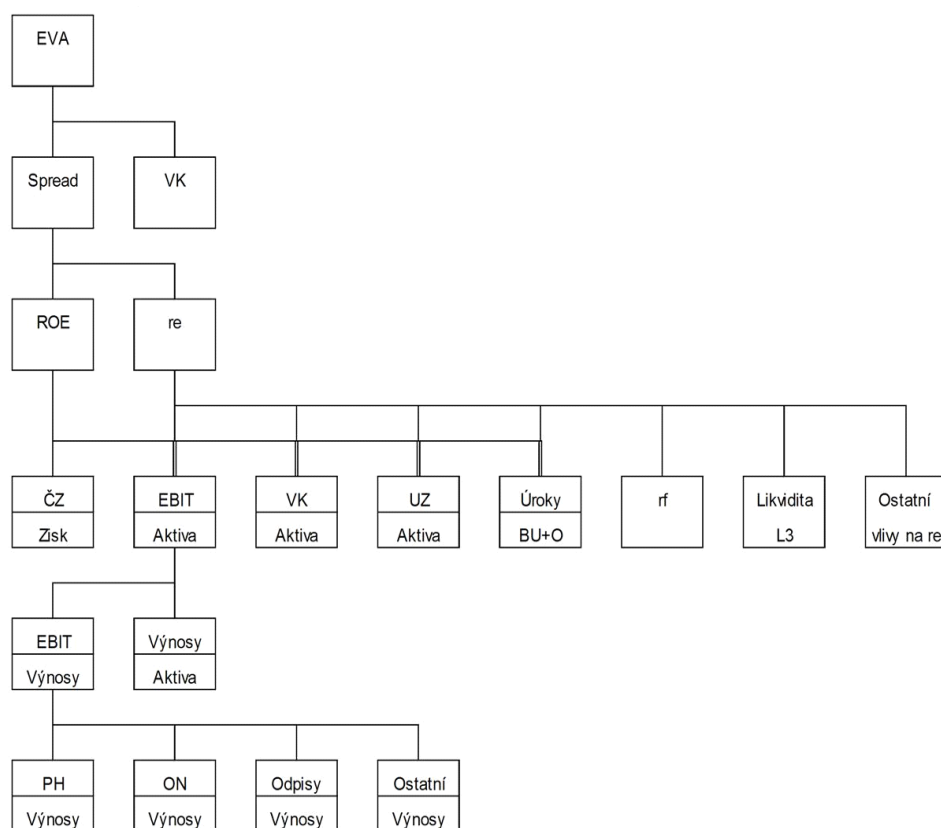 EVA
Spread
VK
ROE
re
ČZ
Zisk
EBIT
Aktiva
VK
Aktiva
UZ
Aktiva
Úroky
BU+O
rf
Likvidita
L3
Ostatní
vlivy na re
EBIT
Výnosy
Výnosy
Aktiva
PH
Výnosy
ON
Výnosy
Odpisy
Výnosy
Ostatní
Výnosy